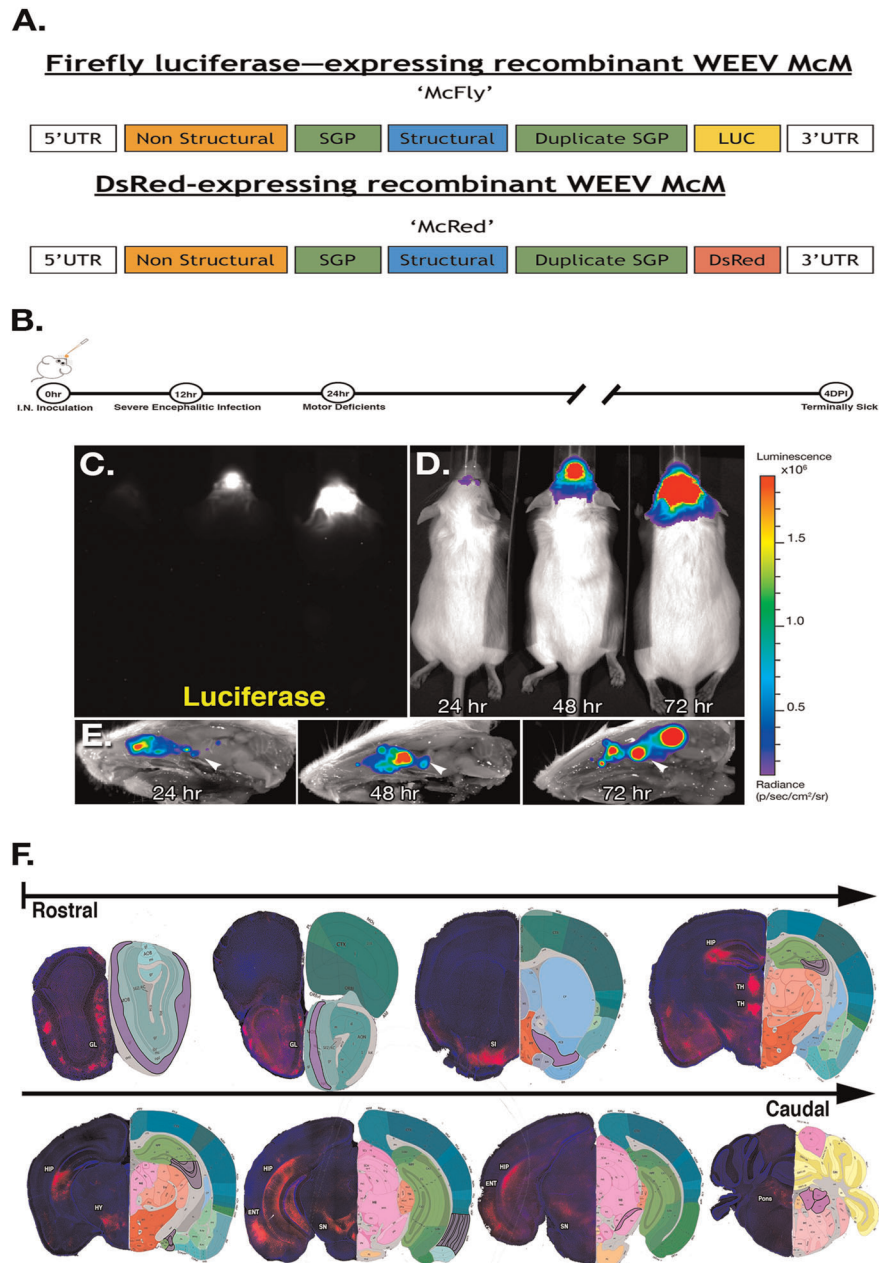 A.
Firefly luciferase—expressing recombinant WEEV McM
'McFly'
5'UTR Non Structural SGP Structural Duplicate SGP LUC 3'UTR
DsRed-expressing recombinant WEEV McM
'McRed'
5'UTR Non Structural SGP Structural Duplicate SGP DsRed 3'UTR
B.
0hr 12hr 24hr 4DPI
I.N. Inoculation Severe Encephalitic Infection Motor Deficients Terminally Sick
C. D.
Luminescence
×10⁶
1.5
1.0
0.5
Radiance
(p/sec/cm²/sr)
Luciferase
24 hr 48 hr 72 hr
E.
24 hr 48 hr 72 hr
F.
Rostral
GL
GL
SI
HIP
TH
TH
Caudal
HIP
HY
HIP
ENT
SN
HIP
ENT
SN
Pons